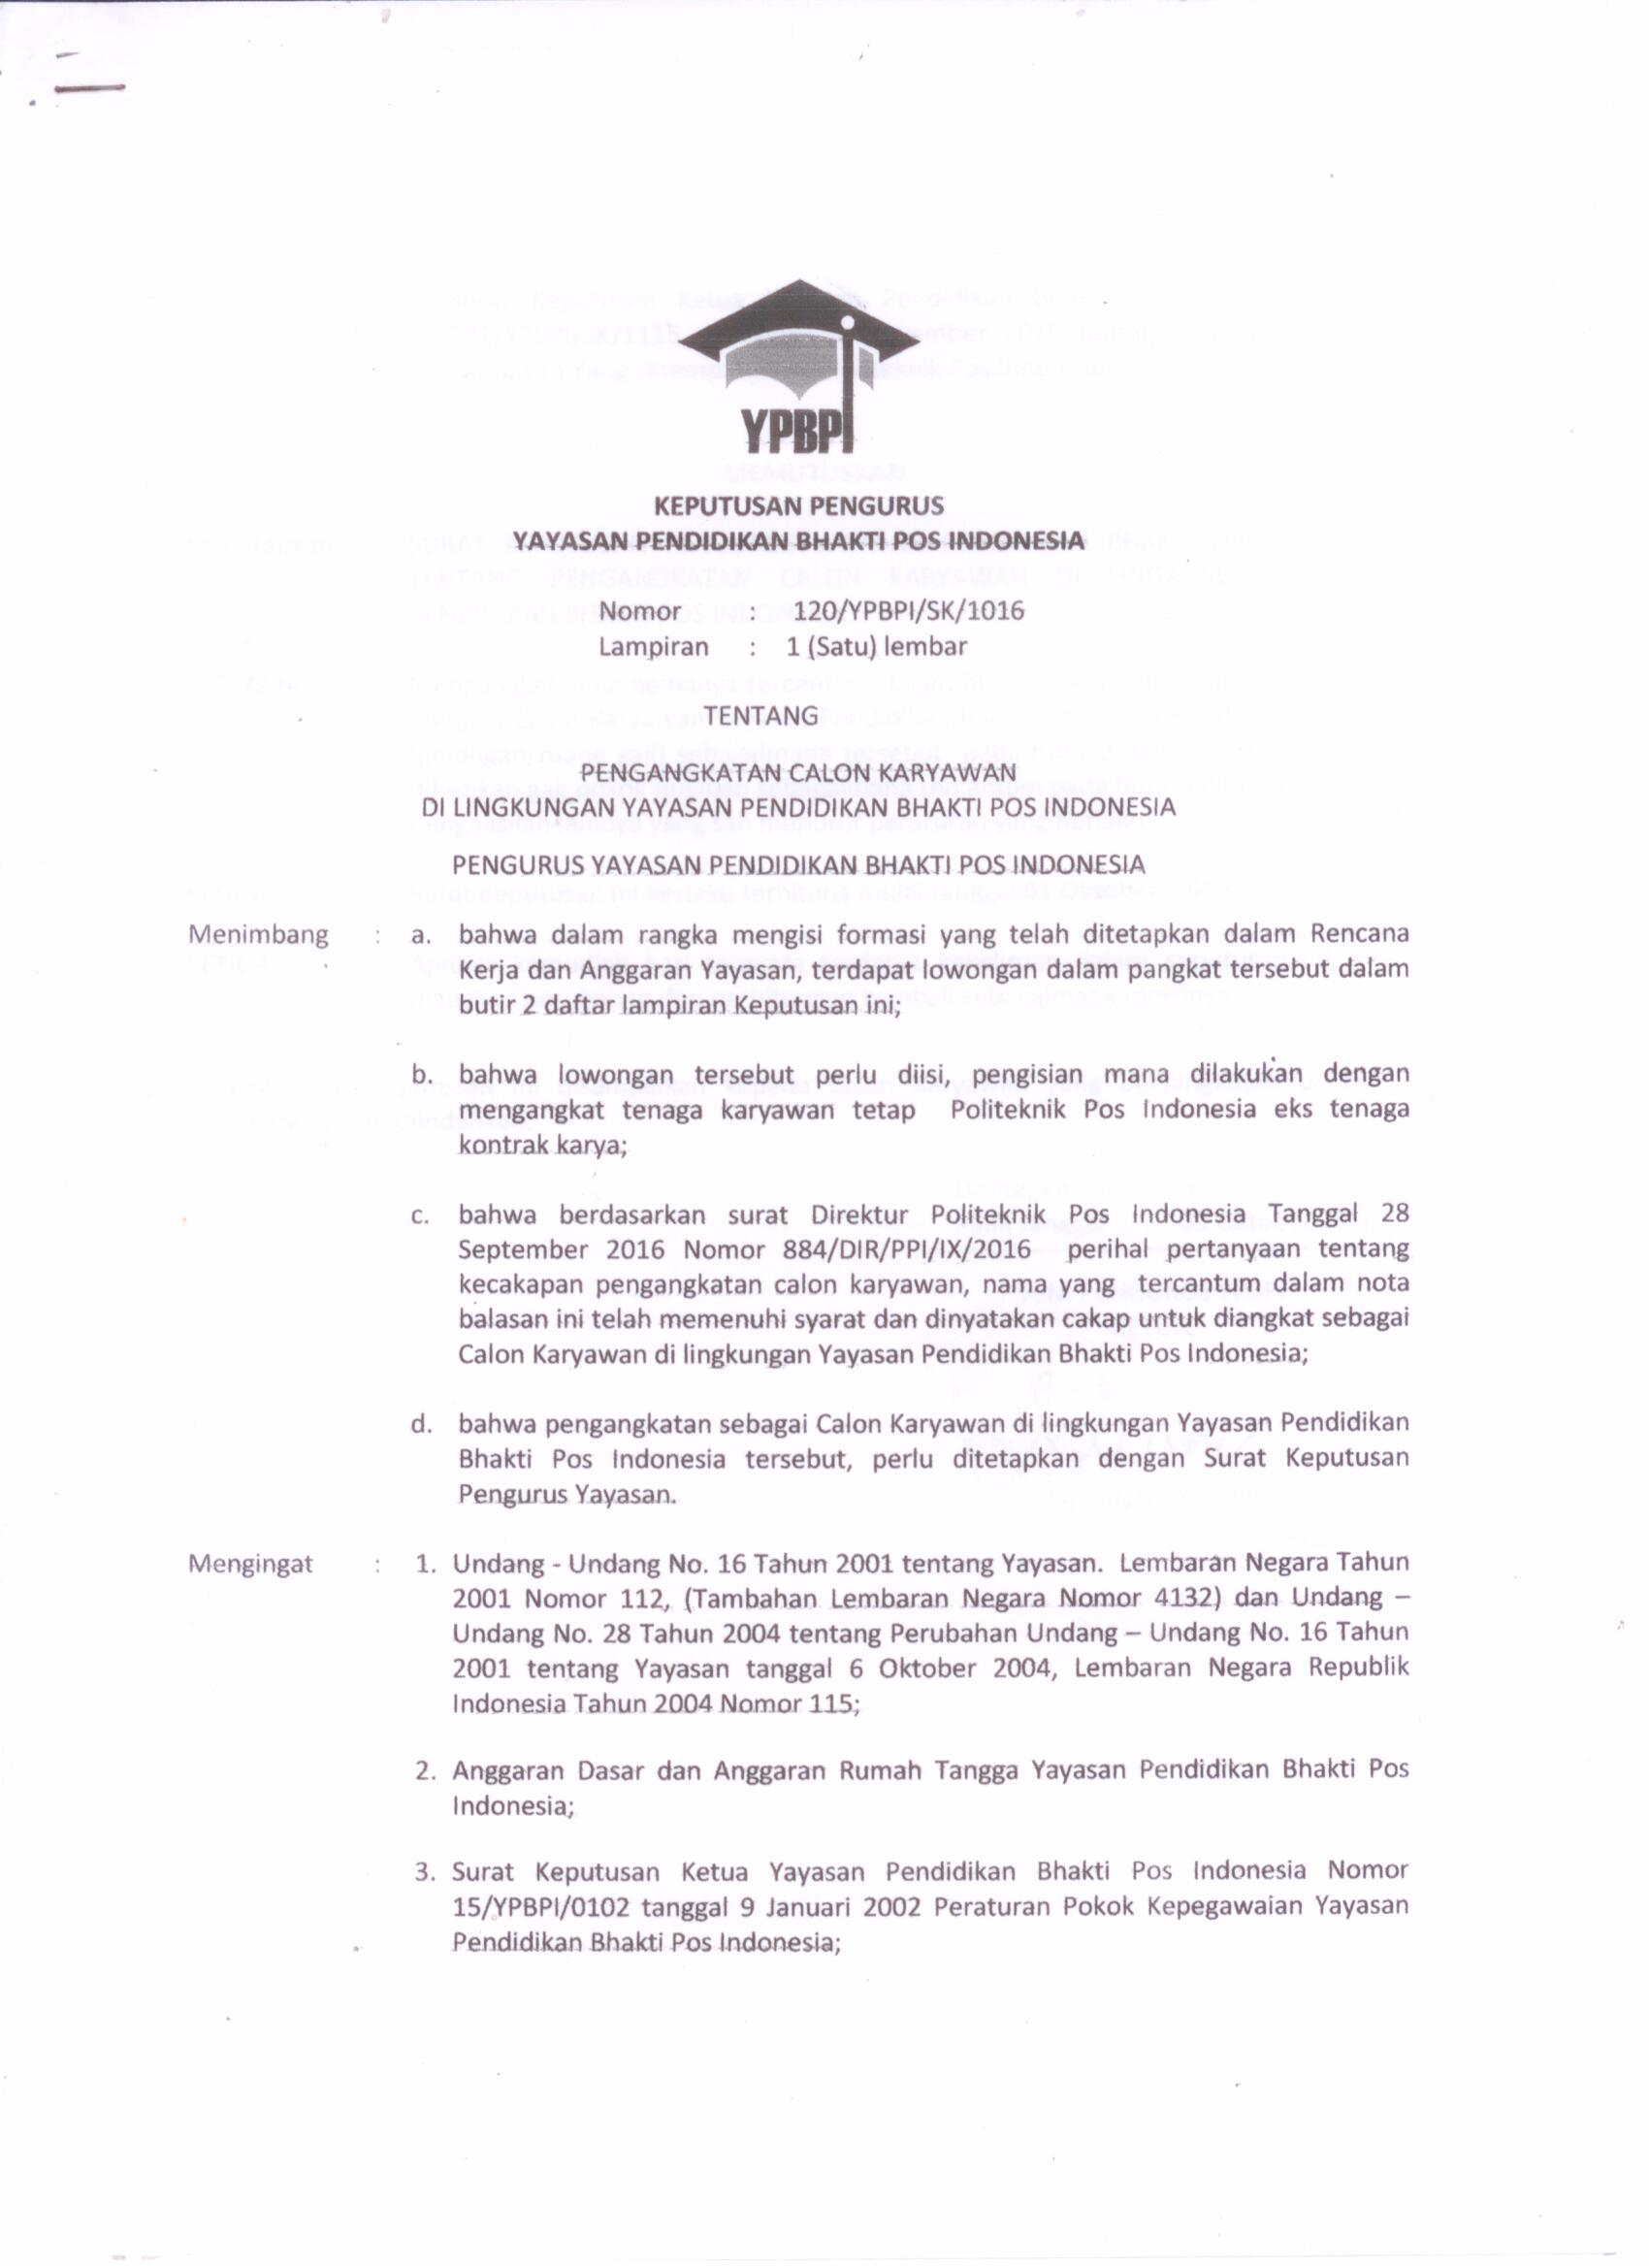 YPBPI
KEPUTUSAN PENGURUS
YAYASAN PENDIDIKAN BHAKTI POS INDONESIA
Nomor : 120/YPBPI/SK/1016
Lampiran : 1 (Satu) lembar
TENTANG
PENGANGKATAN CALON KARYAWAN
DI LINGKUNGAN YAYASAN PENDIDIKAN BHAKTI POS INDONESIA
PENGURUS YAYASAN PENDIDIKAN BHAKTI POS INDONESIA
Menimbang : a. bahwa dalam rangka mengisi formasi yang telah ditetapkan dalam Rencana
Kerja dan Anggaran Yayasan, terdapat lowongan dalam pangkat tersebut dalam
butir 2 daftar lampiran Keputusan ini;
b. bahwa lowongan tersebut perlu diisi, pengisian mana dilakukan dengan
mengangkat tenaga karyawan tetap Politeknik Pos Indonesia eks tenaga
kontrak karya;
c. bahwa berdasarkan surat Direktur Politeknik Pos Indonesia Tanggal 28
September 2016 Nomor 884/DIR/PPI/IX/2016 perihal pertanyaan tentang
kecakapan pengangkatan calon karyawan, nama yang tercantum dalam nota
balasan ini telah memenuhi syarat dan dinyatakan cakap untuk diangkat sebagai
Calon Karyawan di lingkungan Yayasan Pendidikan Bhakti Pos Indonesia;
d. bahwa pengangkatan sebagai Calon Karyawan di lingkungan Yayasan Pendidikan
Bhakti Pos Indonesia tersebut, perlu ditetapkan dengan Surat Keputusan
Pengurus Yayasan.
Mengingat : 1. Undang - Undang No. 16 Tahun 2001 tentang Yayasan. Lembaran Negara Tahun
2001 Nomor 112, (Tambahan Lembaran Negara Nomor 4132) dan Undang –
Undang No. 28 Tahun 2004 tentang Perubahan Undang – Undang No. 16 Tahun
2001 tentang Yayasan tanggal 6 Oktober 2004, Lembaran Negara Republik
Indonesia Tahun 2004 Nomor 115;
2. Anggaran Dasar dan Anggaran Rumah Tangga Yayasan Pendidikan Bhakti Pos
Indonesia;
3. Surat Keputusan Ketua Yayasan Pendidikan Bhakti Pos Indonesia Nomor
15/YPBPI/0102 tanggal 9 Januari 2002 Peraturan Pokok Kepegawaian Yayasan
Pendidikan Bhakti Pos Indonesia;